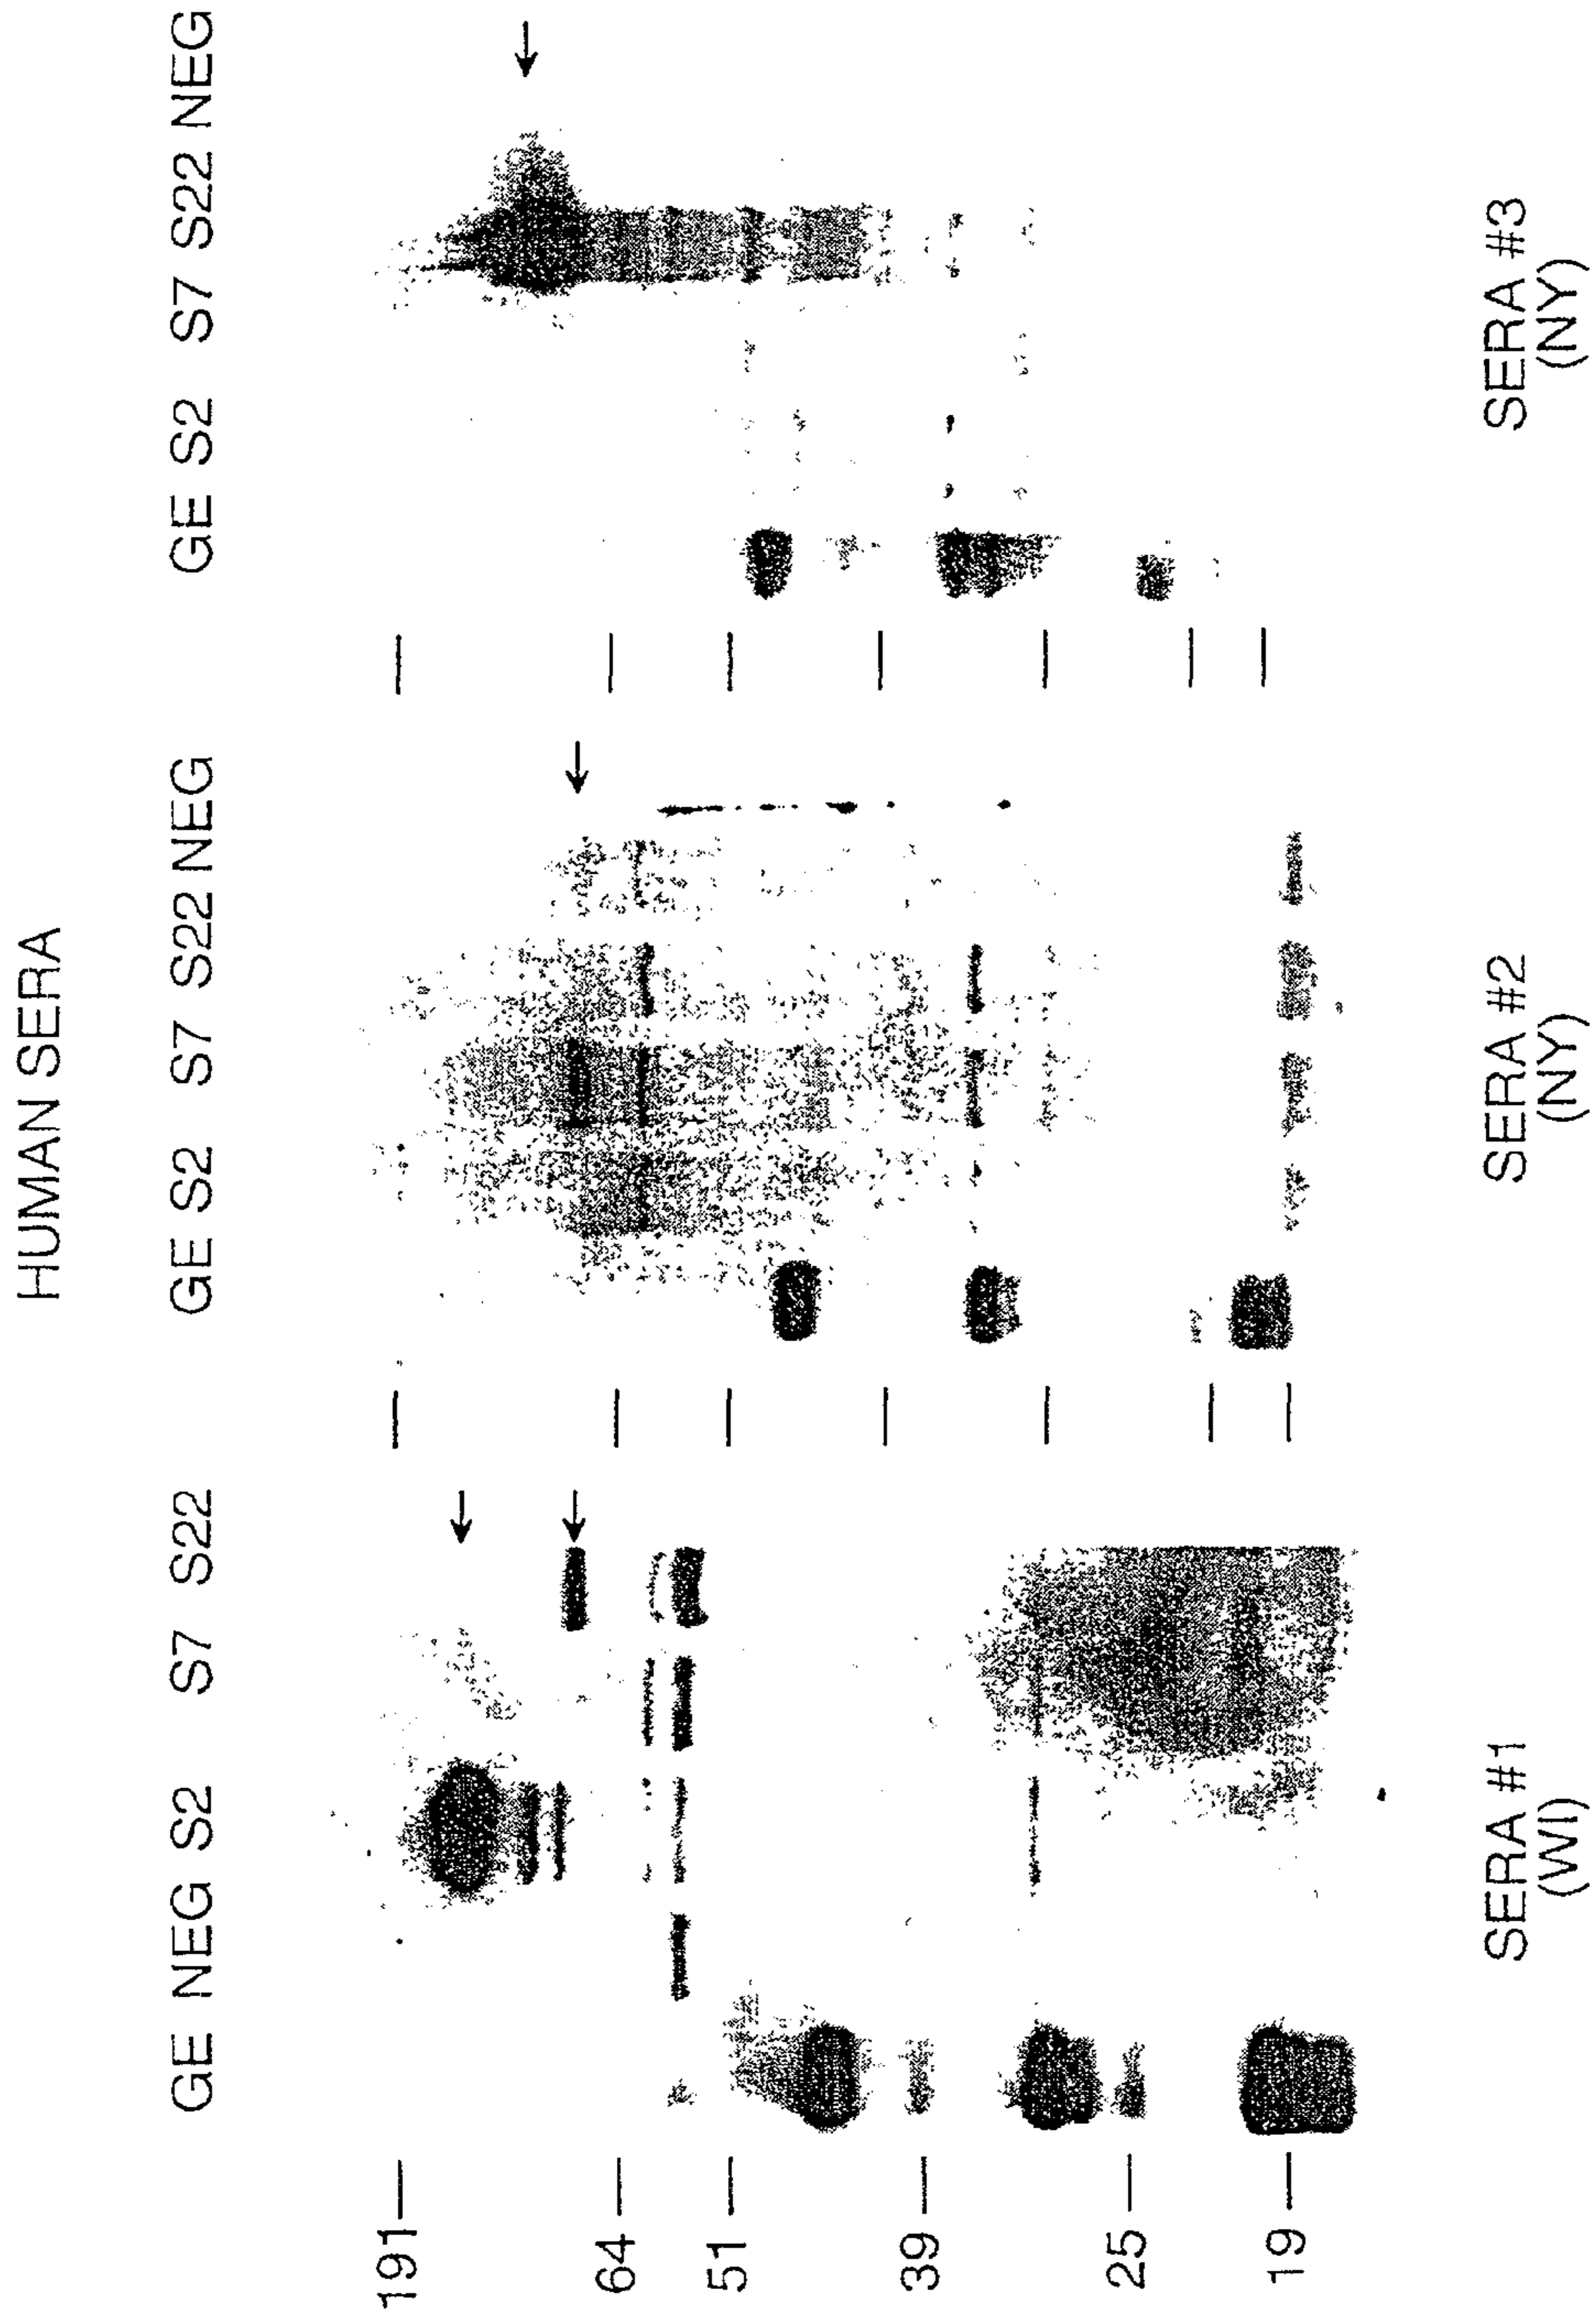 HUMAN SERA
GE NEG S2 S7 S22
GE S2 S7 S22 NEG
GE S2 S7 S22 NEG
191
64
51
39
25
19
SERA #1
(WI)
SERA #2
(NY)
SERA #3
(NY)